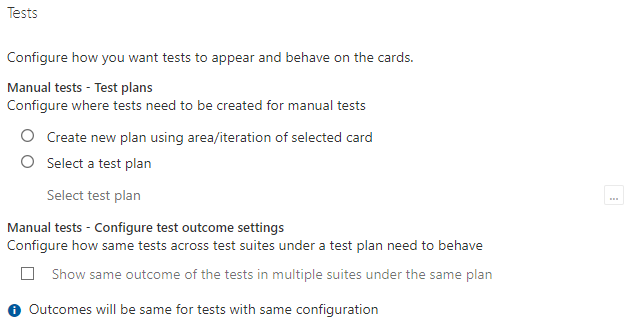 Tests
Configure how you want tests to appear and behave on the cards.
Manual tests - Test plans
Configure where tests need to be created for manual tests
Create new plan using area/iteration of selected card
Select a test plan
Select test plan
...
Manual tests - Configure test outcome settings
Configure how same tests across test suites under a test plan need to behave
Show same outcome of the tests in multiple suites under the same plan
Outcomes will be same for tests with same configuration